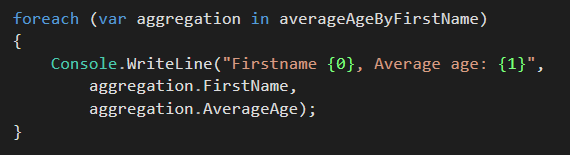 foreach (var aggregation in averageAgeByFirstName)
{
    Console.WriteLine("Firstname {0}, Average age: {1}",
        aggregation.FirstName,
        aggregation.AverageAge);
}